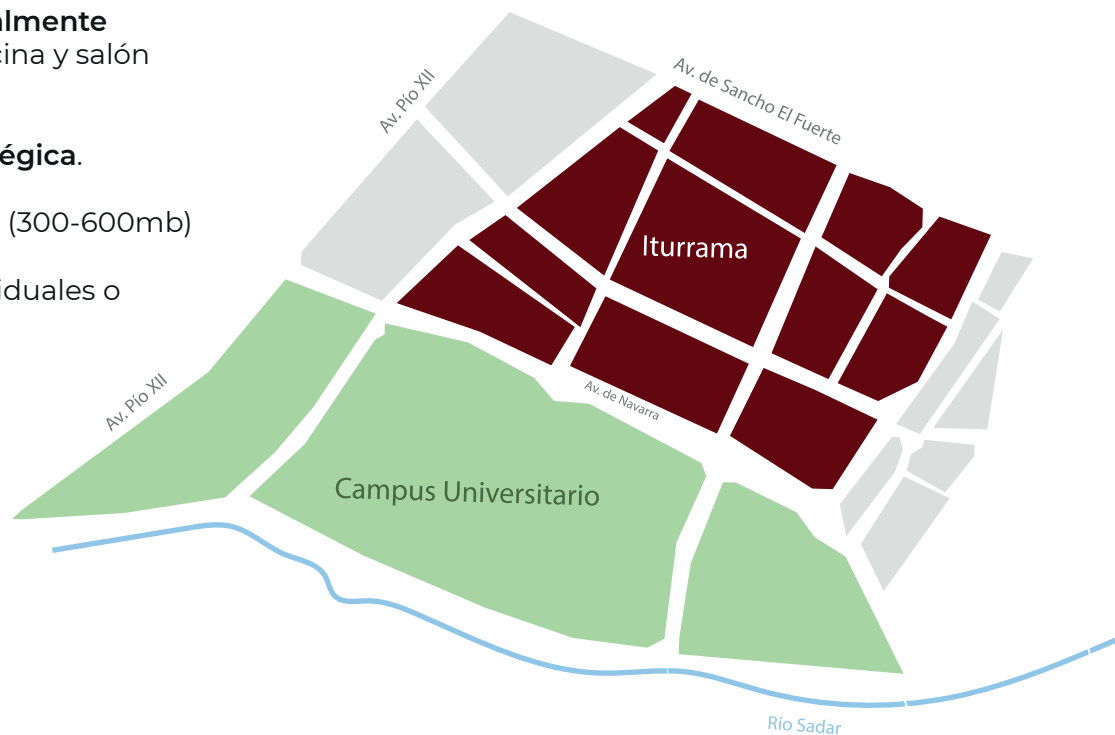 almente
cina y salón
égica.
(300-600mb)
iduales o
Av. Pío XII
Av. de Sancho El Fuerte
Iturrama
Av. Pío XII
Av. de Navarra
Campus Universitario
Río Sadar